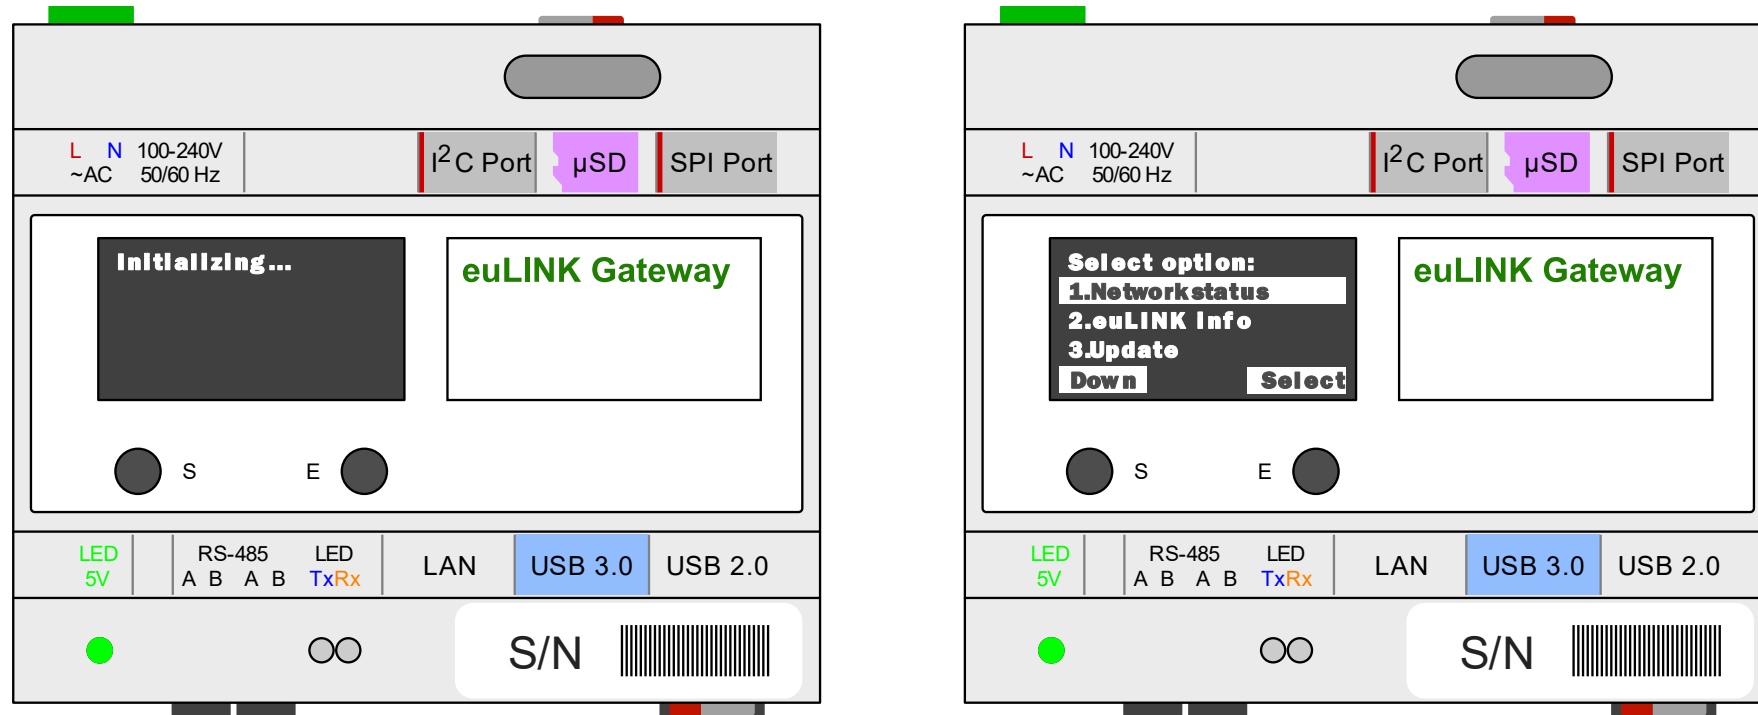 L N 100-240V
~AC 50/60 Hz
I2C Port
µSD
SPI Port
Initializing...
euLINK Gateway
S E
LED
5V
RS-485
A B A B
LED
TxRx
LAN
USB 3.0
USB 2.0
S/N
L N 100-240V
~AC 50/60 Hz
I2C Port
µSD
SPI Port
Select option:
1.Network status
2.euLINK Info
3.Update
Down Select
euLINK Gateway
S E
LED
5V
RS-485
A B A B
LED
TxRx
LAN
USB 3.0
USB 2.0
S/N